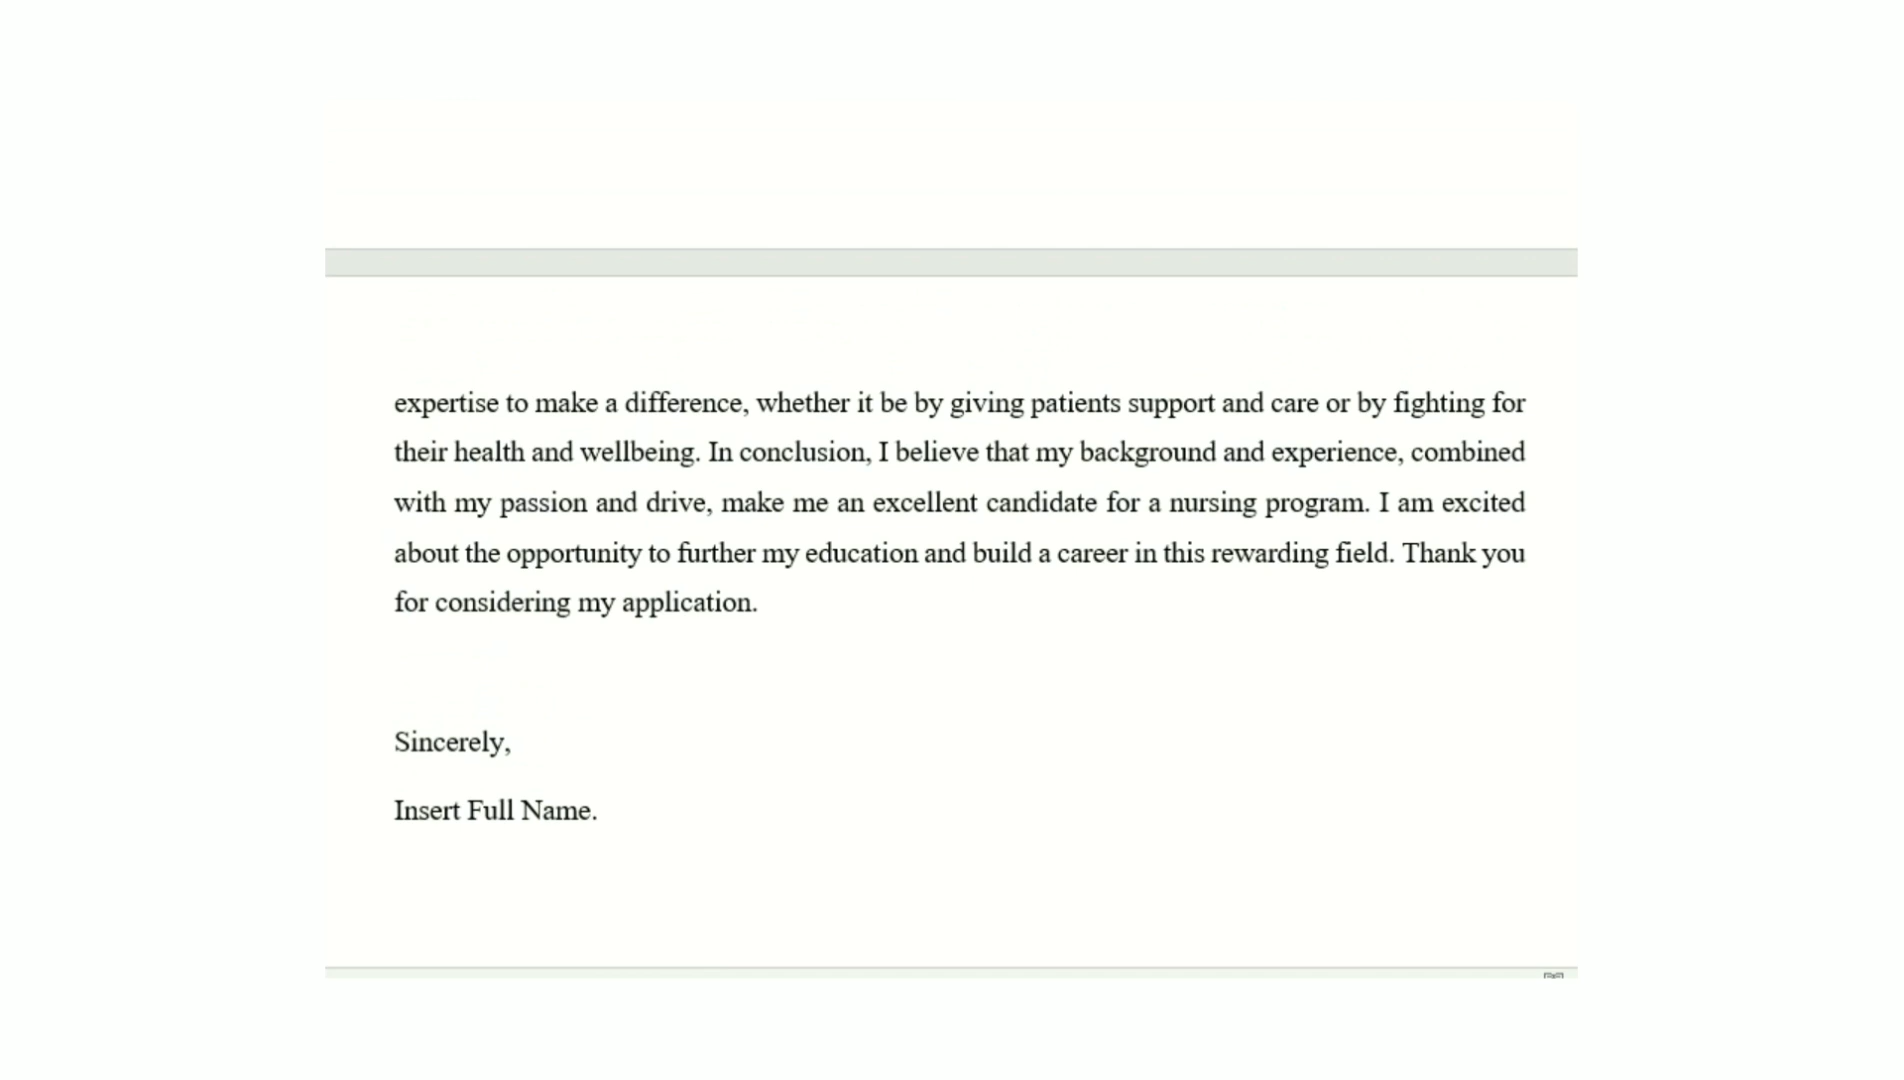 expertise to make a difference, whether it be by giving patients support and care or by fighting for
their health and wellbeing. In conclusion, I believe that my background and experience, combined
with my passion and drive, make me an excellent candidate for a nursing program. I am excited
about the opportunity to further my education and build a career in this rewarding field. Thank you
for considering my application.
Sincerely,
Insert Full Name.